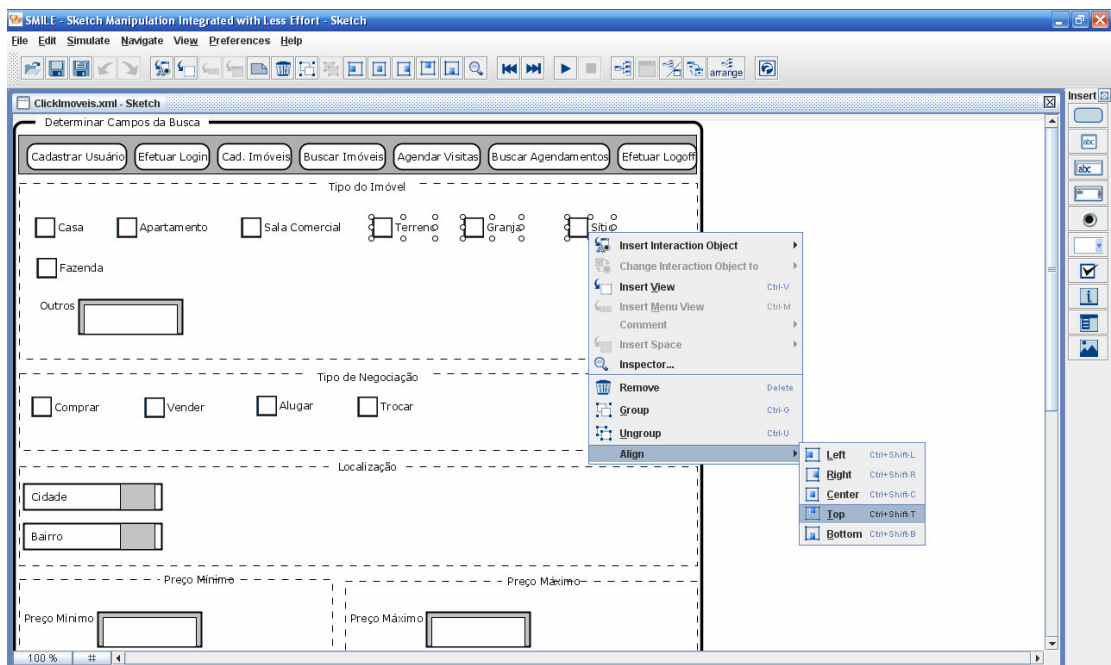 SMILE - Sketch Manipulation Integrated with Less Effort - Sketch
File Edit Simulate Navigate View Preferences Help
arrange
ClickImoveis.xml - Sketch
Insert
Determinar Campos da Busca
Cadastrar Usuário Efetuar Login Cad. Imóveis Buscar Imóveis Agendar Visitas Buscar Agendamentos Efetuar Logoff
abc
abc
Tipo do Imóvel
Casa Apartamento Sala Comercial Terreno Granja Sítio
Insert Interaction Object
Fazenda
Change Interaction Object to
Insert View Ctrl-V
Outros
Insert Menu View Ctrl-M
Comment
Insert Space
Inspector...
Tipo de Negociação
Remove Delete
Comprar Vender Alugar Trocar
Group Ctrl-G
Ungroup Ctrl-U
Align
Left Ctrl+Shift-L
Localização
Right Ctrl+Shift-R
Cidade
Center Ctrl+Shift-C
Top Ctrl+Shift-T
Bairro
Bottom Ctrl+Shift-B
Preço Mínimo Preço Máximo
Preço Mínimo Preço Máximo
100 % #